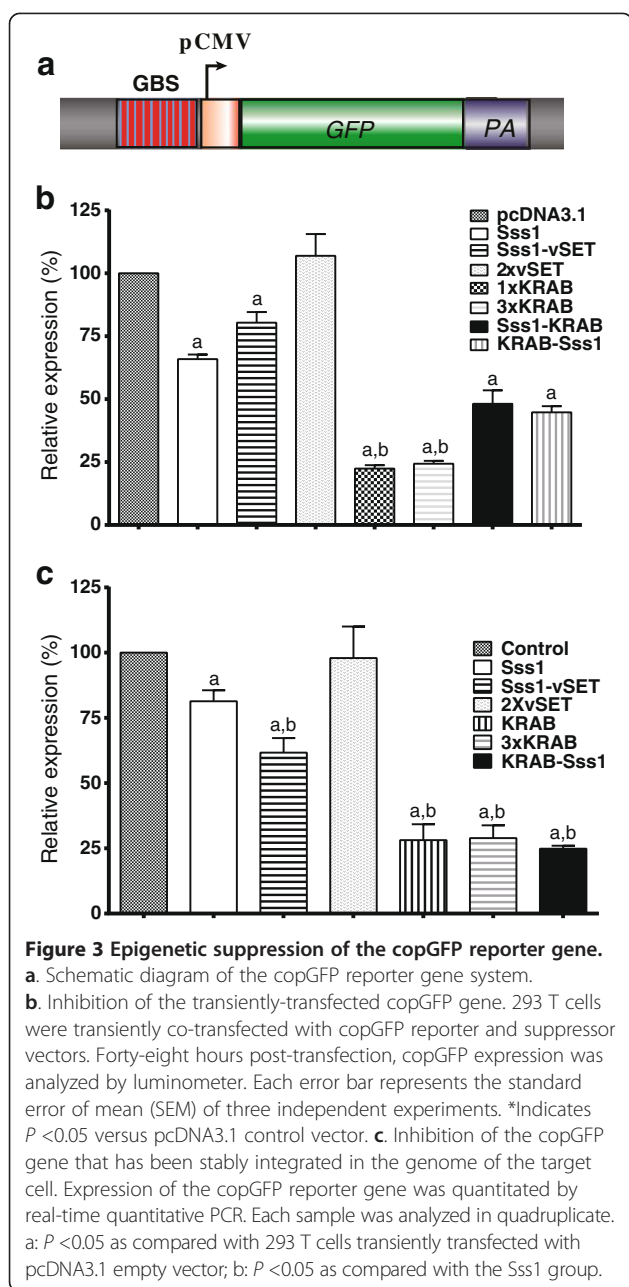 a
pCMV
GBS
GFP
PA
b
Relative expression (%)
125
100
75
50
25
0
a
a
a,b
a,b
a
a
pcDNA3.1
Sss1
Sss1-vSET
2xvSET
1xKRAB
3xKRAB
Sss1-KRAB
KRAB-Sss1
c
Relative expression (%)
125
100
75
50
25
0
a
a,b
a,b
a,b
a,b
Control
Sss1
Sss1-vSET
2XvSET
KRAB
3xKRAB
KRAB-Sss1
Figure 3 Epigenetic suppression of the copGFP reporter gene.
a. Schematic diagram of the copGFP reporter gene system.
b. Inhibition of the transiently-transfected copGFP gene. 293 T cells
were transiently co-transfected with copGFP reporter and suppressor
vectors. Forty-eight hours post-transfection, copGFP expression was
analyzed by luminometer. Each error bar represents the standard
error of mean (SEM) of three independent experiments. *Indicates
P <0.05 versus pcDNA3.1 control vector. c. Inhibition of the copGFP
gene that has been stably integrated in the genome of the target
cell. Expression of the copGFP reporter gene was quantitated by
real-time quantitative PCR. Each sample was analyzed in quadruplicate.
a: P <0.05 as compared with 293 T cells transiently transfected with
pcDNA3.1 empty vector; b: P <0.05 as compared with the Sss1 group.